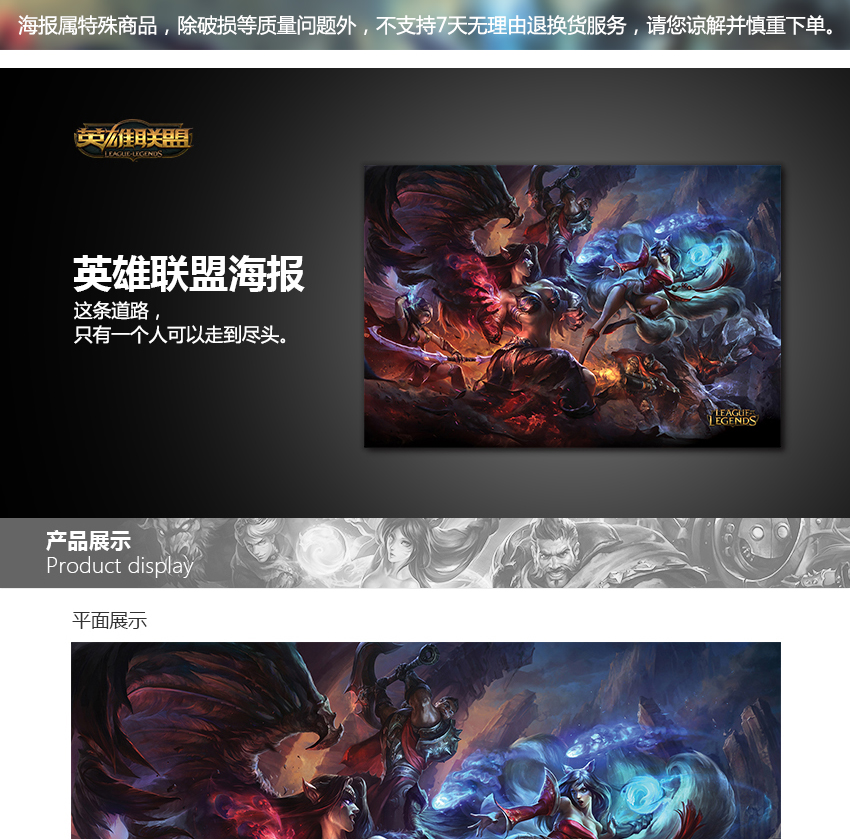 海报属特殊商品，除破损等质量问题外，不支持7天无理由退换货服务，请您谅解并慎重下单。
英雄联盟
LEAGUE OF LEGENDS
英雄联盟海报
这条道路，
只有一个人可以走到尽头。
LEAGUE OF
LEGENDS
产品展示
Product display
平面展示